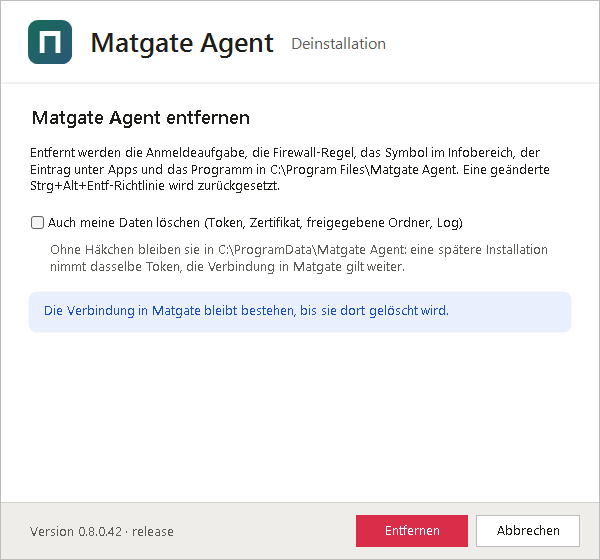 Matgate Agent Deinstallation
Matgate Agent entfernen
Entfernt werden die Anmeldeaufgabe, die Firewall-Regel, das Symbol im Infobereich, der
Eintrag unter Apps und das Programm in C:\Program Files\Matgate Agent. Eine geänderte
Strg+Alt+Entf-Richtlinie wird zurückgesetzt.
Auch meine Daten löschen (Token, Zertifikat, freigegebene Ordner, Log)
Ohne Häkchen bleiben sie in C:\ProgramData\Matgate Agent: eine spätere Installation
nimmt dasselbe Token, die Verbindung in Matgate gilt weiter.
Die Verbindung in Matgate bleibt bestehen, bis sie dort gelöscht wird.
Version 0.8.0.42 · release
Entfernen
Abbrechen